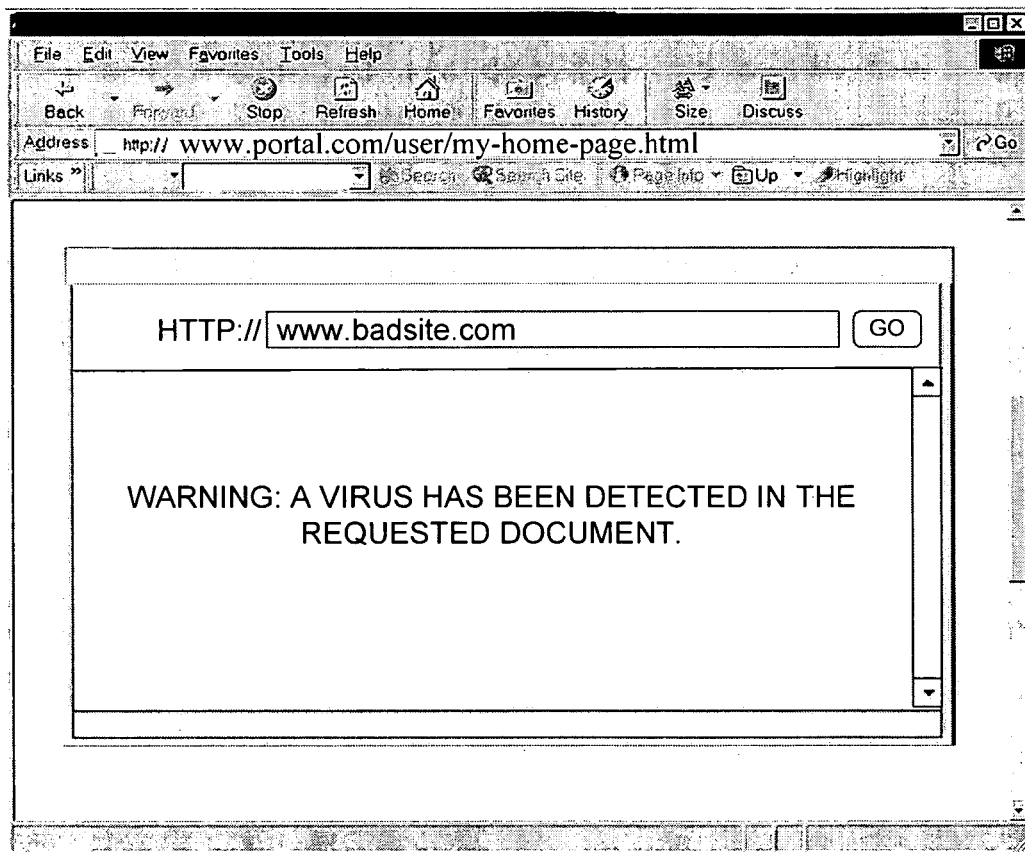 File Edit View Favorites Tools Help
Back Forward Stop Refresh Home Favorites History Size Discuss
Address http:// www.portal.com/user/my-home-page.html Go
Links » Search Search Site Page Info Up Highlight
HTTP:// www.badsite.com GO
WARNING: A VIRUS HAS BEEN DETECTED IN THE
REQUESTED DOCUMENT.